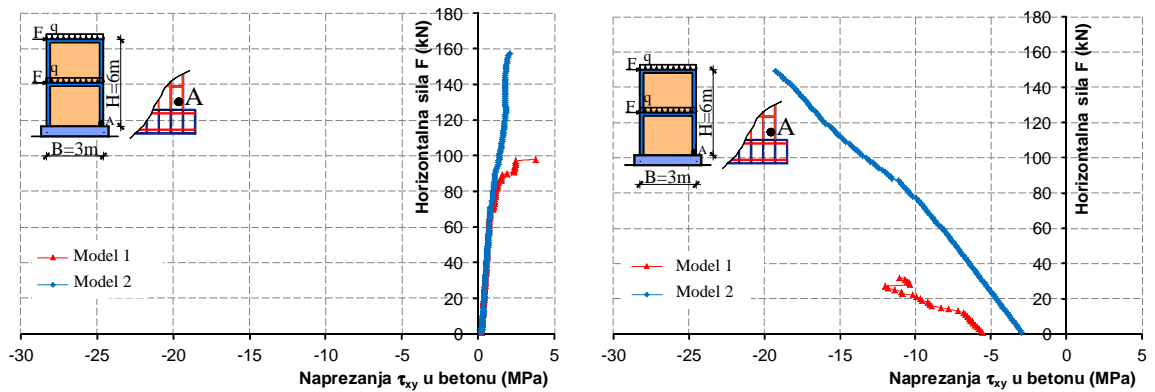 F q
F q
H=6m
A
B=3m
A
Model 1
Model 2
Horizontalna sila F (kN)
180
160
140
120
100
80
60
40
20
0
-30 -25 -20 -15 -10 -5 0 5
Naprezanja τxy u betonu (MPa)
F q
F q
H=6m
A
B=3m
A
Model 1
Model 2
Horizontalna sila F (kN)
180
160
140
120
100
80
60
40
20
0
-30 -25 -20 -15 -10 -5 0 5
Naprezanja τxy u betonu (MPa)